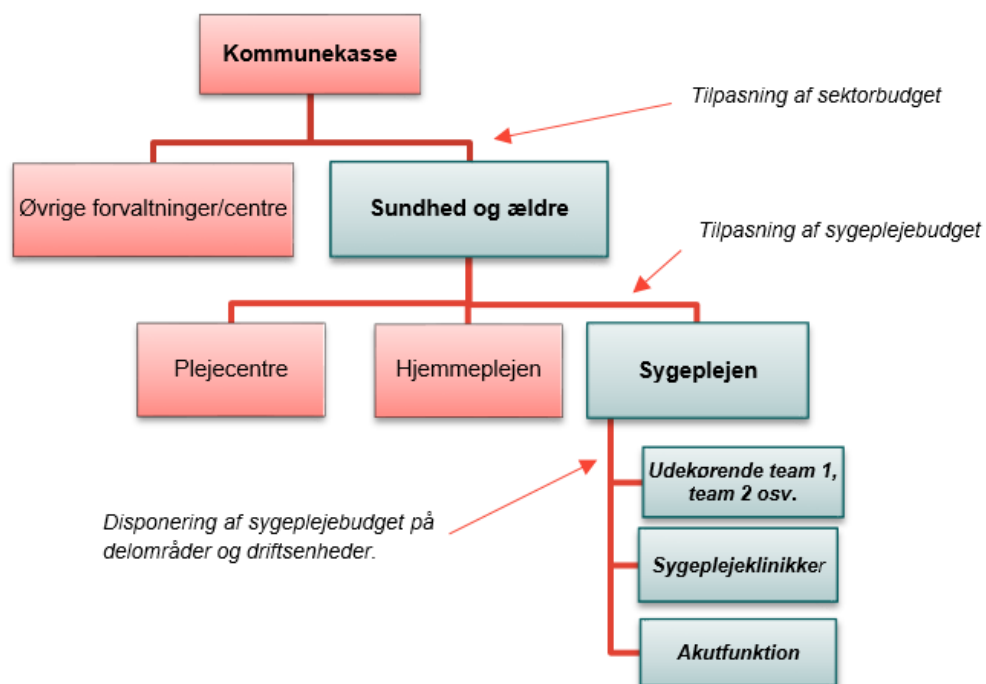 Kommunekasse
Tilpasning af sektorbudget
Øvrige forvaltninger/centre
Sundhed og ældre
Tilpasning af sygeplejebudget
Plejecentre
Hjemmeplejen
Sygeplejen
Udekørende team 1,
team 2 osv.
Disponering af sygeplejebudget på
delområder og driftsenheder.
Sygeplejeklinikker
Akutfunktion